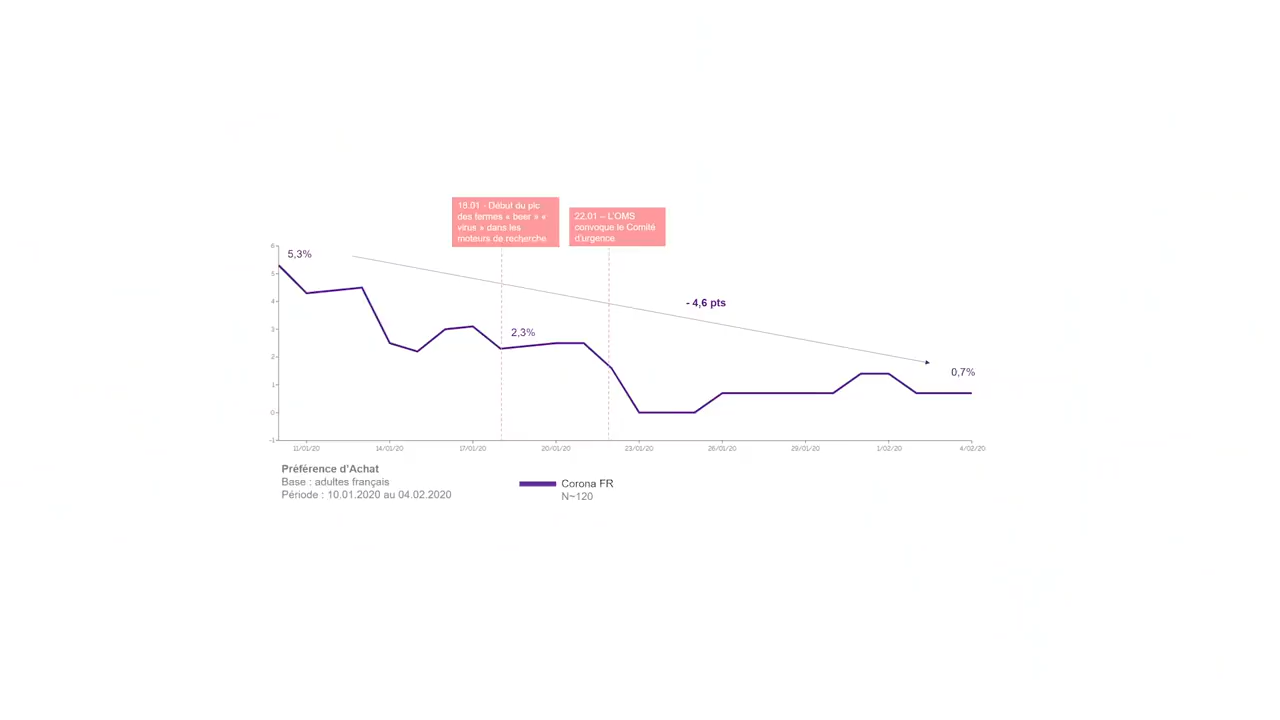 18.01 - Début du pic
des termes « beer » «
virus » dans les
moteurs de recherche
22.01 – L'OMS
convoque le Comité
d'urgence
6
5,3%
5
4
- 4,6 pts
3
2,3%
2
0,7%
1
0
-1
11/01/20 14/01/20 17/01/20 20/01/20 23/01/20 26/01/20 29/01/20 1/02/20 4/02/20
Préférence d'Achat
Base : adultes français
Période : 10.01.2020 au 04.02.2020
Corona FR
N~120